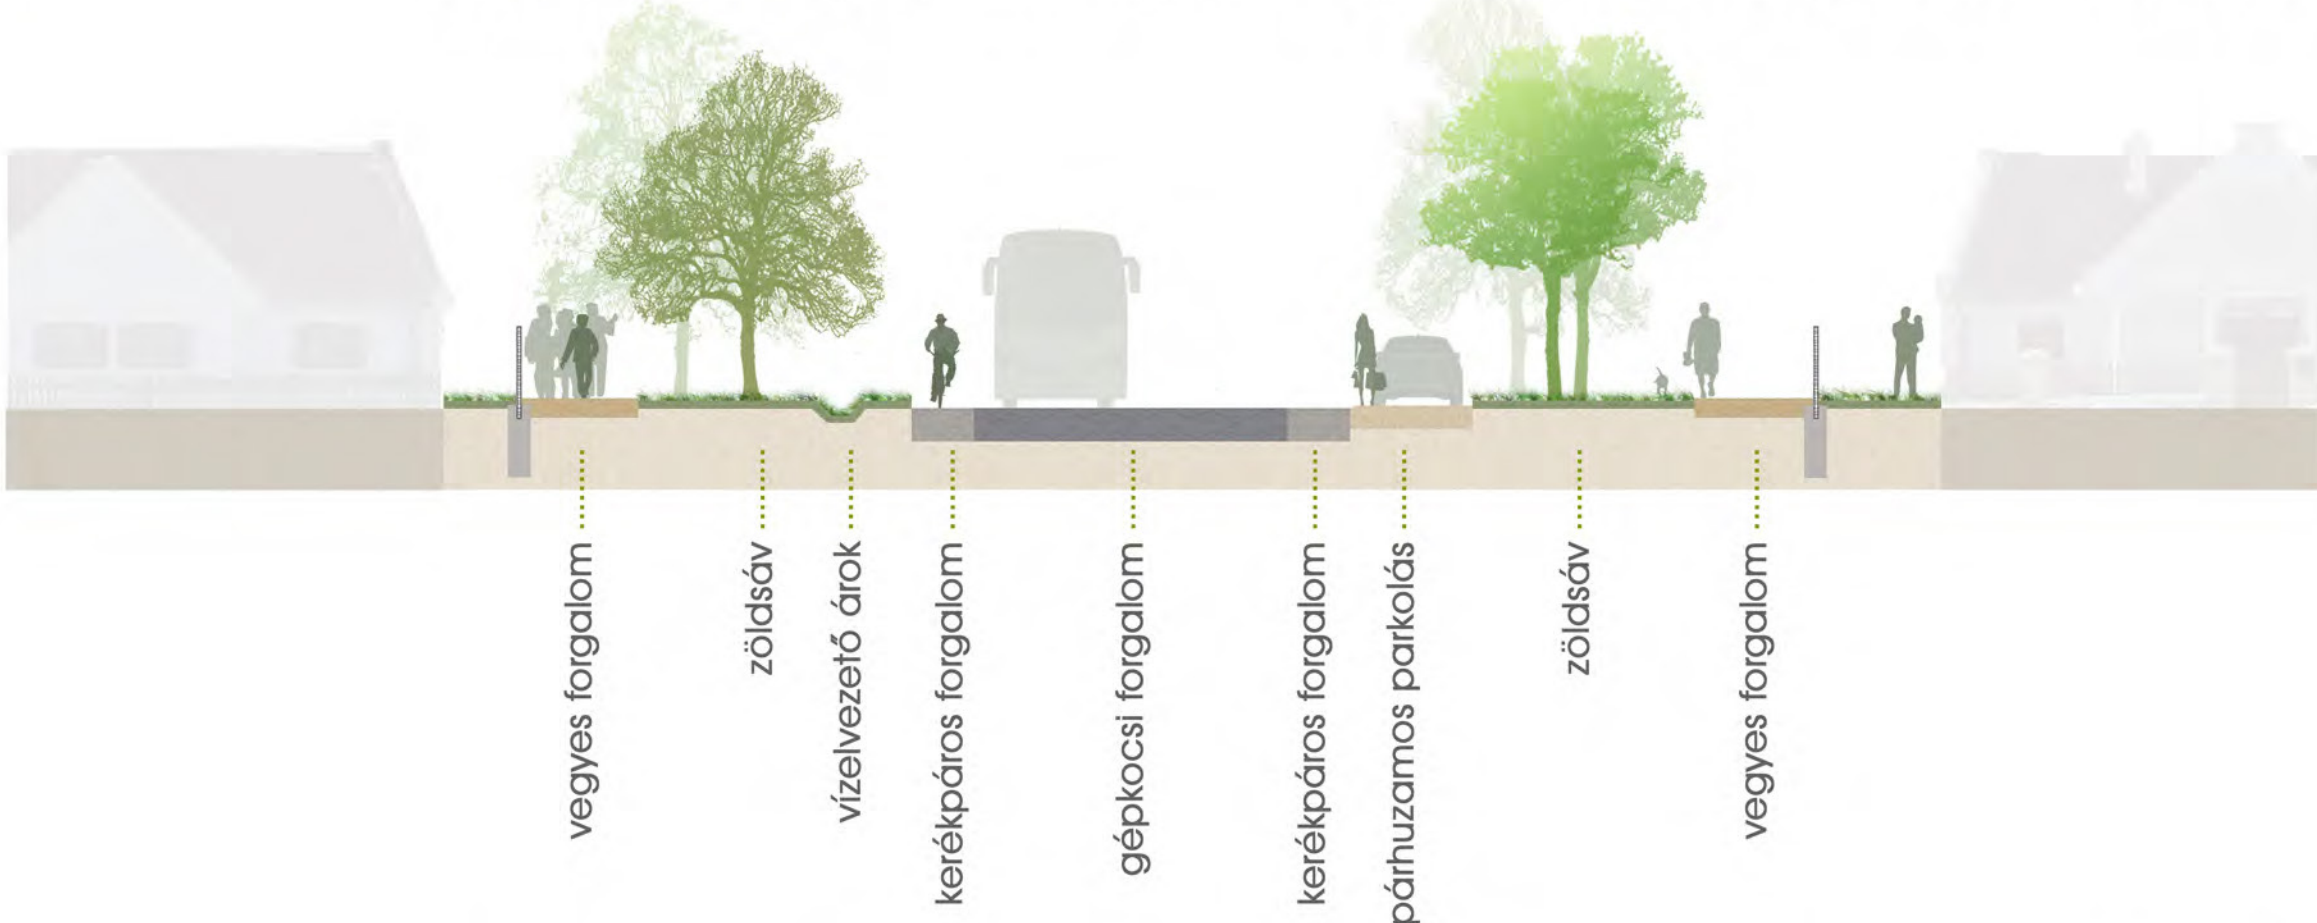 vegyes forgalom
zöldsáv
vízelvezető árok
kerékpáros forgalom
gépkocsi forgalom
kerékpáros forgalom
párhuzamos parkolás
zöldsáv
vegyes forgalom